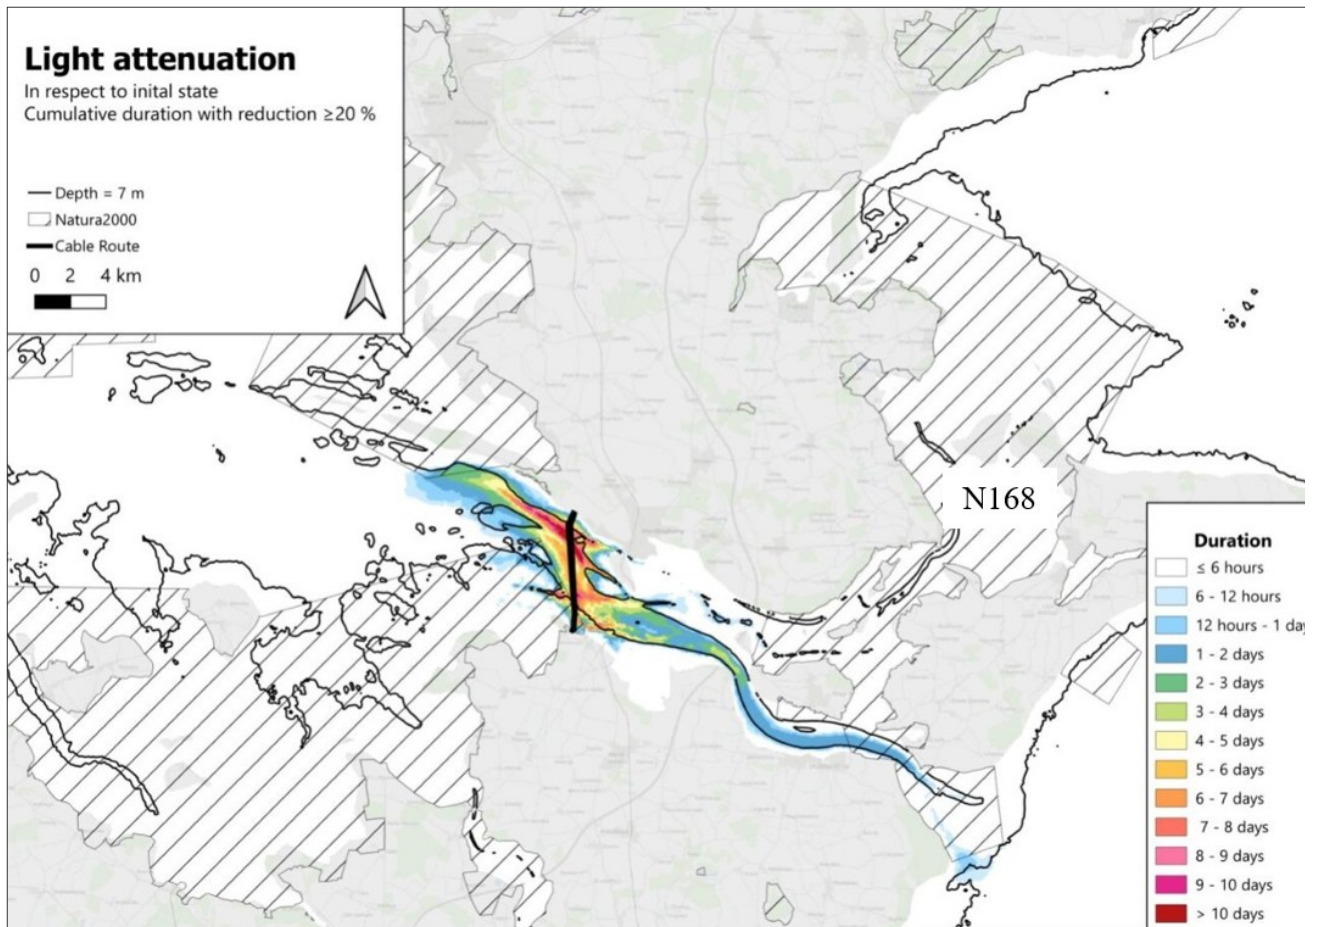 Light attenuation
In respect to inital state
Cumulative duration with reduction ≥20 %
Depth = 7 m
Natura2000
Cable Route
0 2 4 km
N168
Duration
≤ 6 hours
6 - 12 hours
12 hours - 1 day
1 - 2 days
2 - 3 days
3 - 4 days
4 - 5 days
5 - 6 days
6 - 7 days
7 - 8 days
8 - 9 days
9 - 10 days
> 10 days